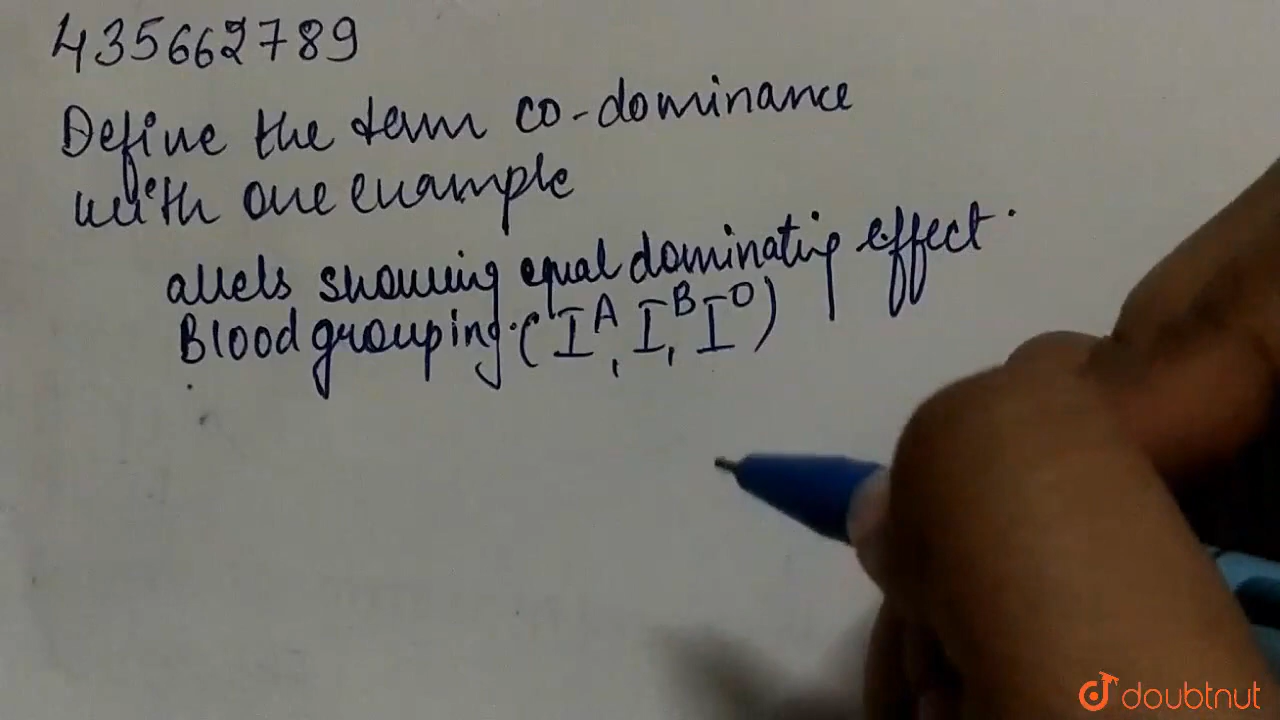 435662789
Define the term co-dominance
with one example
allels showing equal dominating effect.
Blood grouping. (I^A, I^B, I^O)
doubtnut